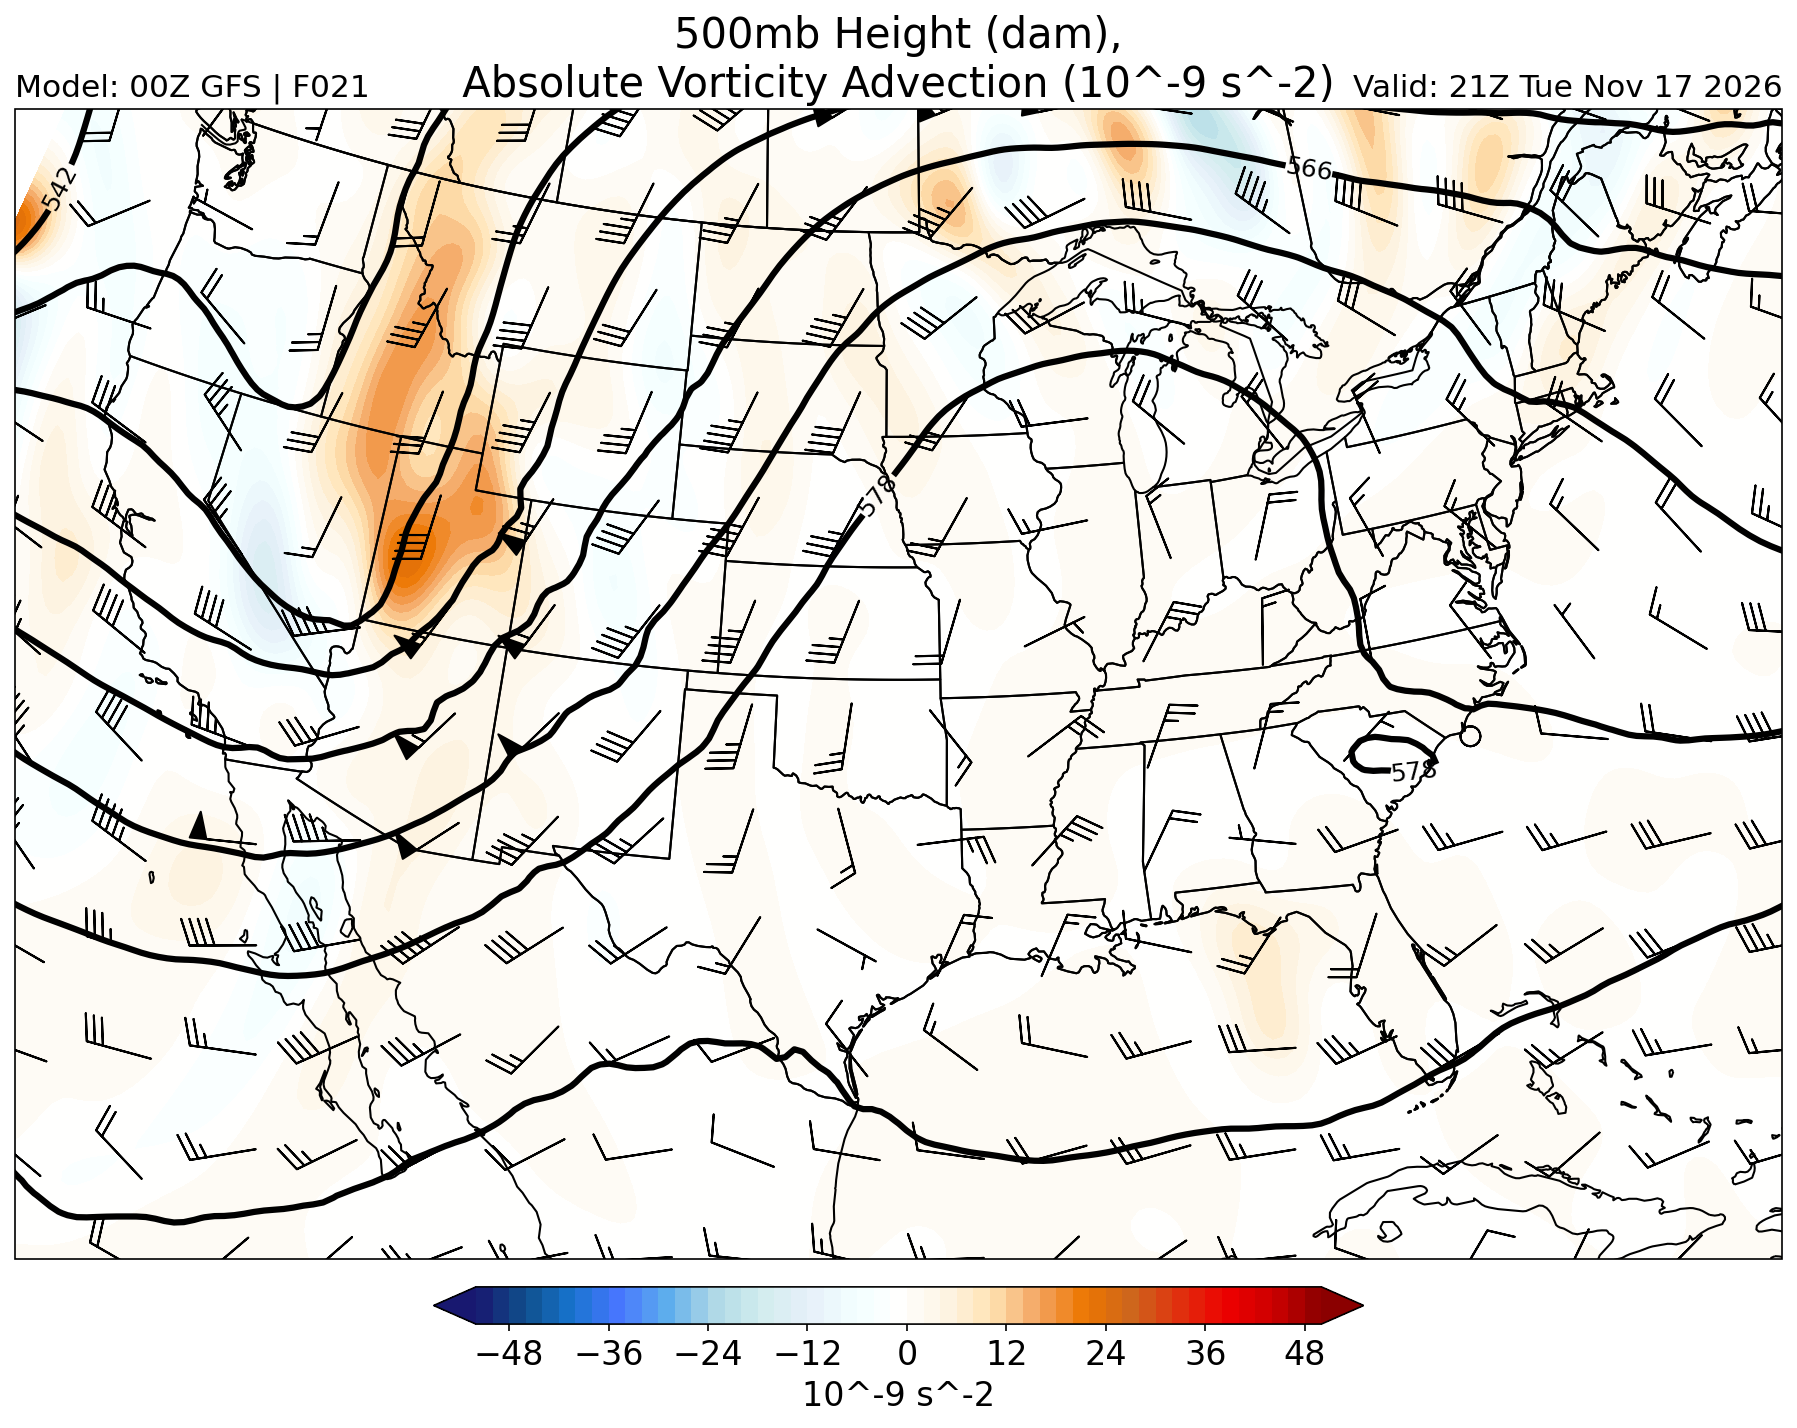 500mb Height (dam),
Model: 00Z GFS | F021
Absolute Vorticity Advection (10^-9 s^-2)
Valid: 21Z Tue Nov 17 2026
542
566
578
578
−48
−36
−24
−12
0
12
24
36
48
10^-9 s^-2